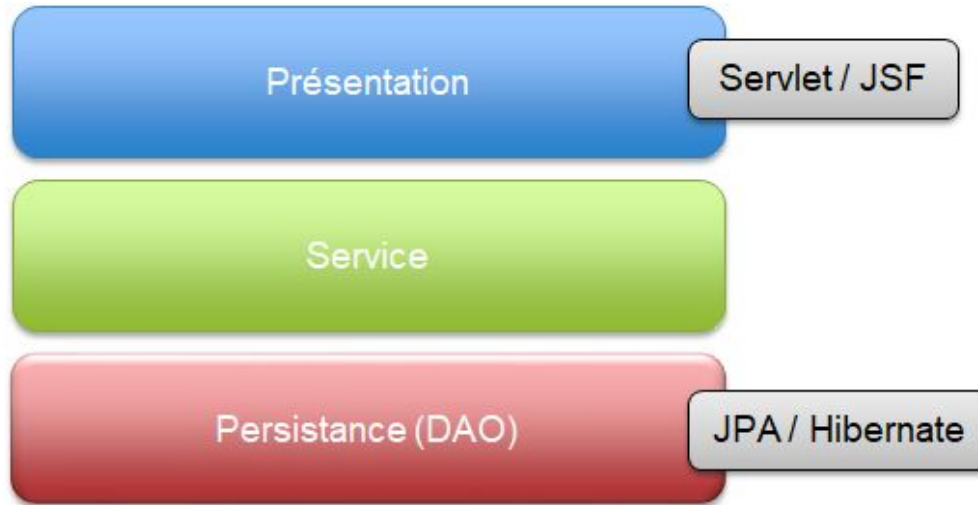 Présentation
Servlet / JSF
Service
Persistance (DAO)
JPA / Hibernate